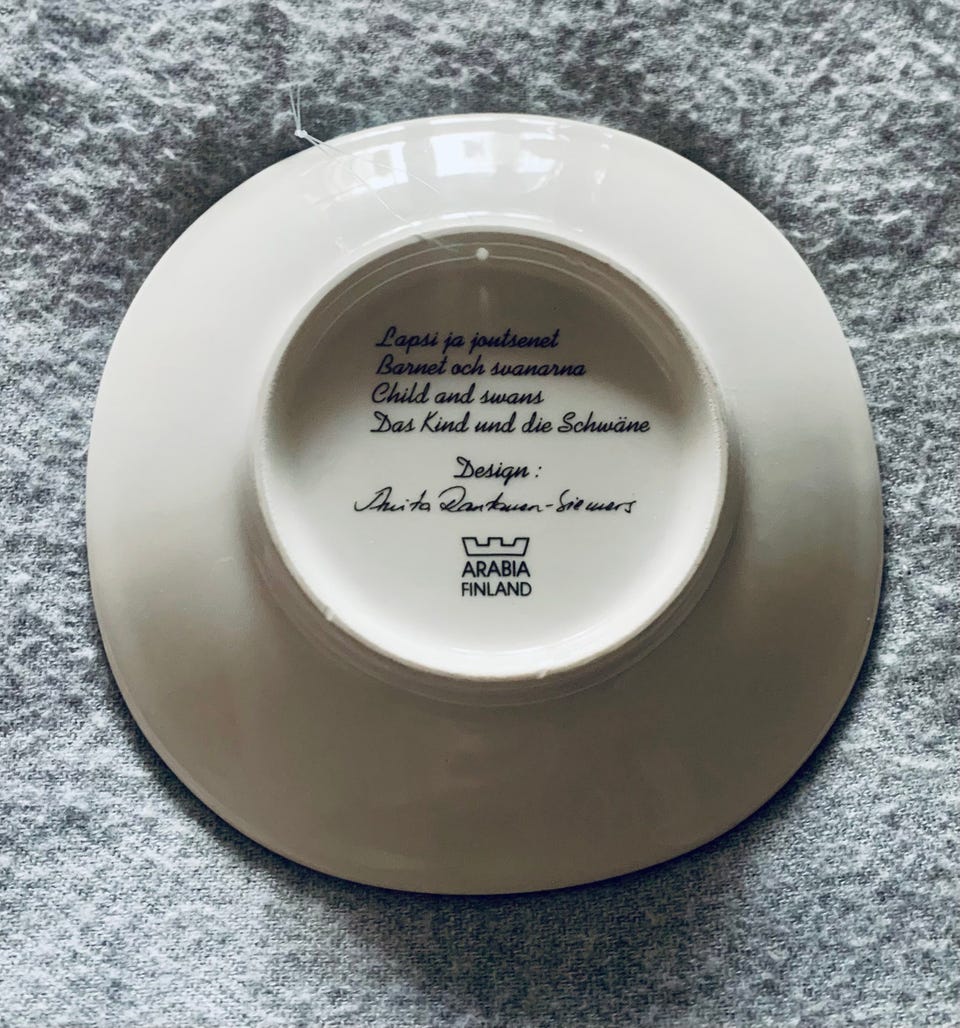 Lapsi ja joutsenet
Barnet och svanarna
Child and swans
Das Kind und die Schwäne
Design :
Anita Rantanen-Siemers
ARABIA
FINLAND